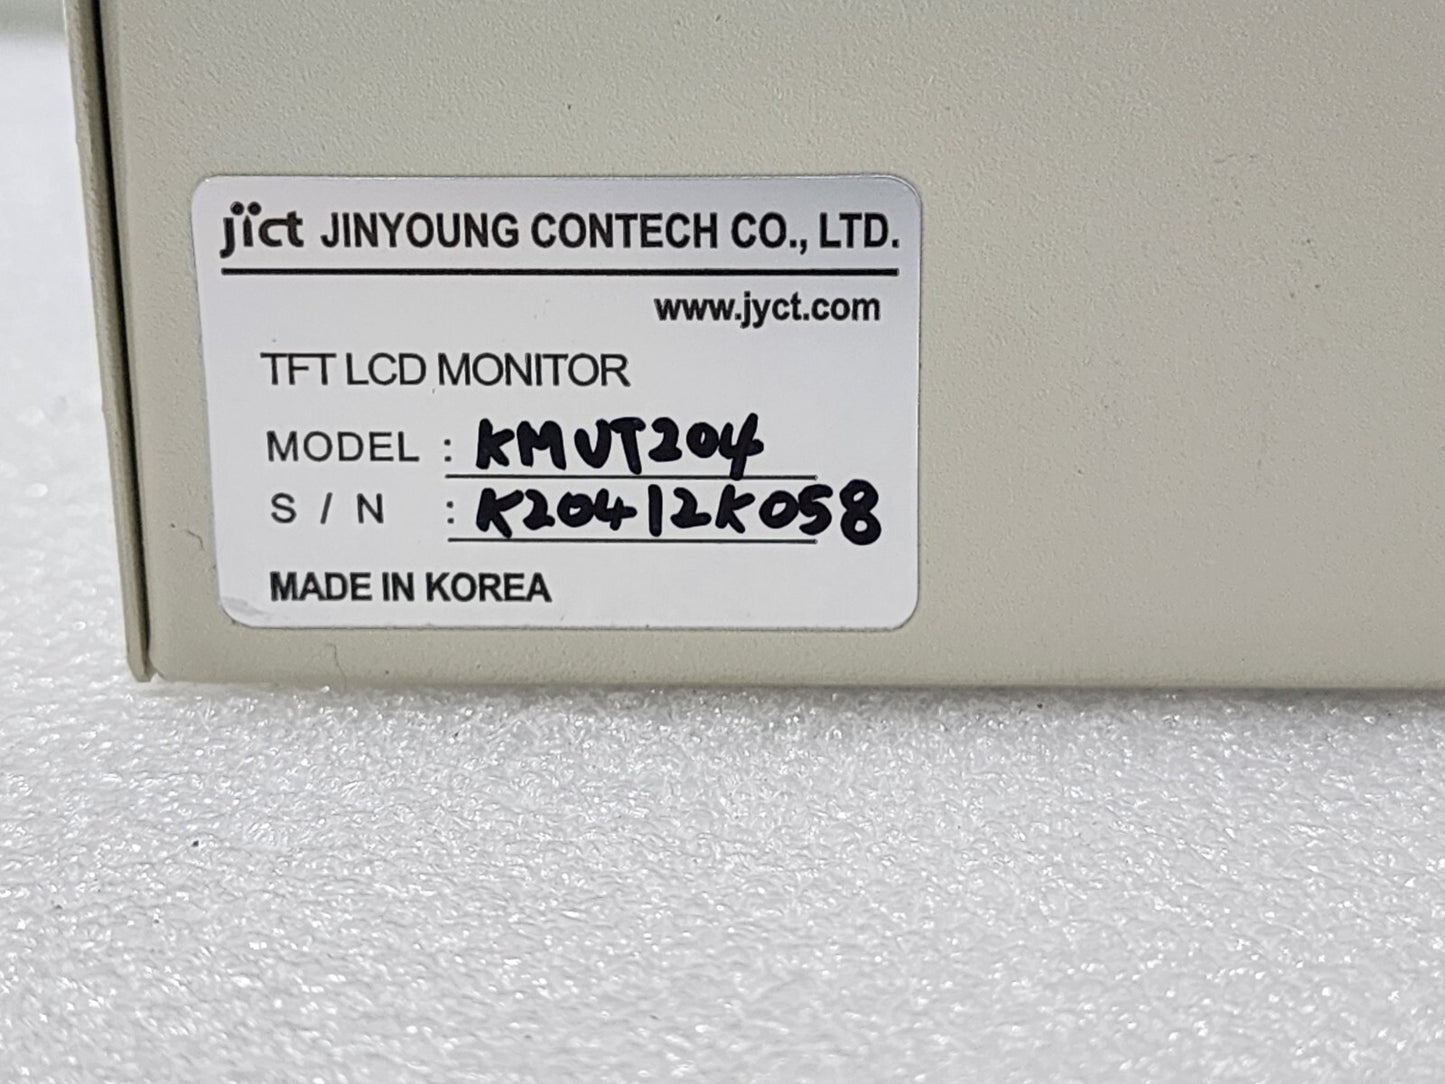 jict JINYOUNG CONTECH CO., LTD.
www.jyct.com
TFT LCD MONITOR
MODEL : KMUT204
S / N : K20412K058
MADE IN KOREA